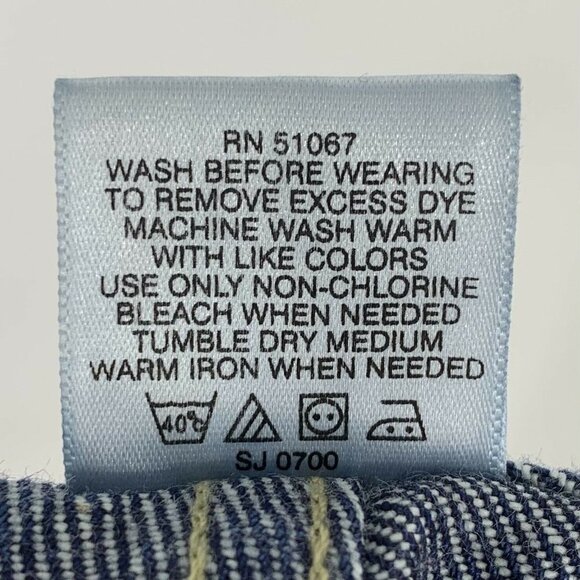 RN 51067
WASH BEFORE WEARING
TO REMOVE EXCESS DYE
MACHINE WASH WARM
WITH LIKE COLORS
USE ONLY NON-CHLORINE
BLEACH WHEN NEEDED
TUMBLE DRY MEDIUM
WARM IRON WHEN NEEDED
40°c
SJ 0700